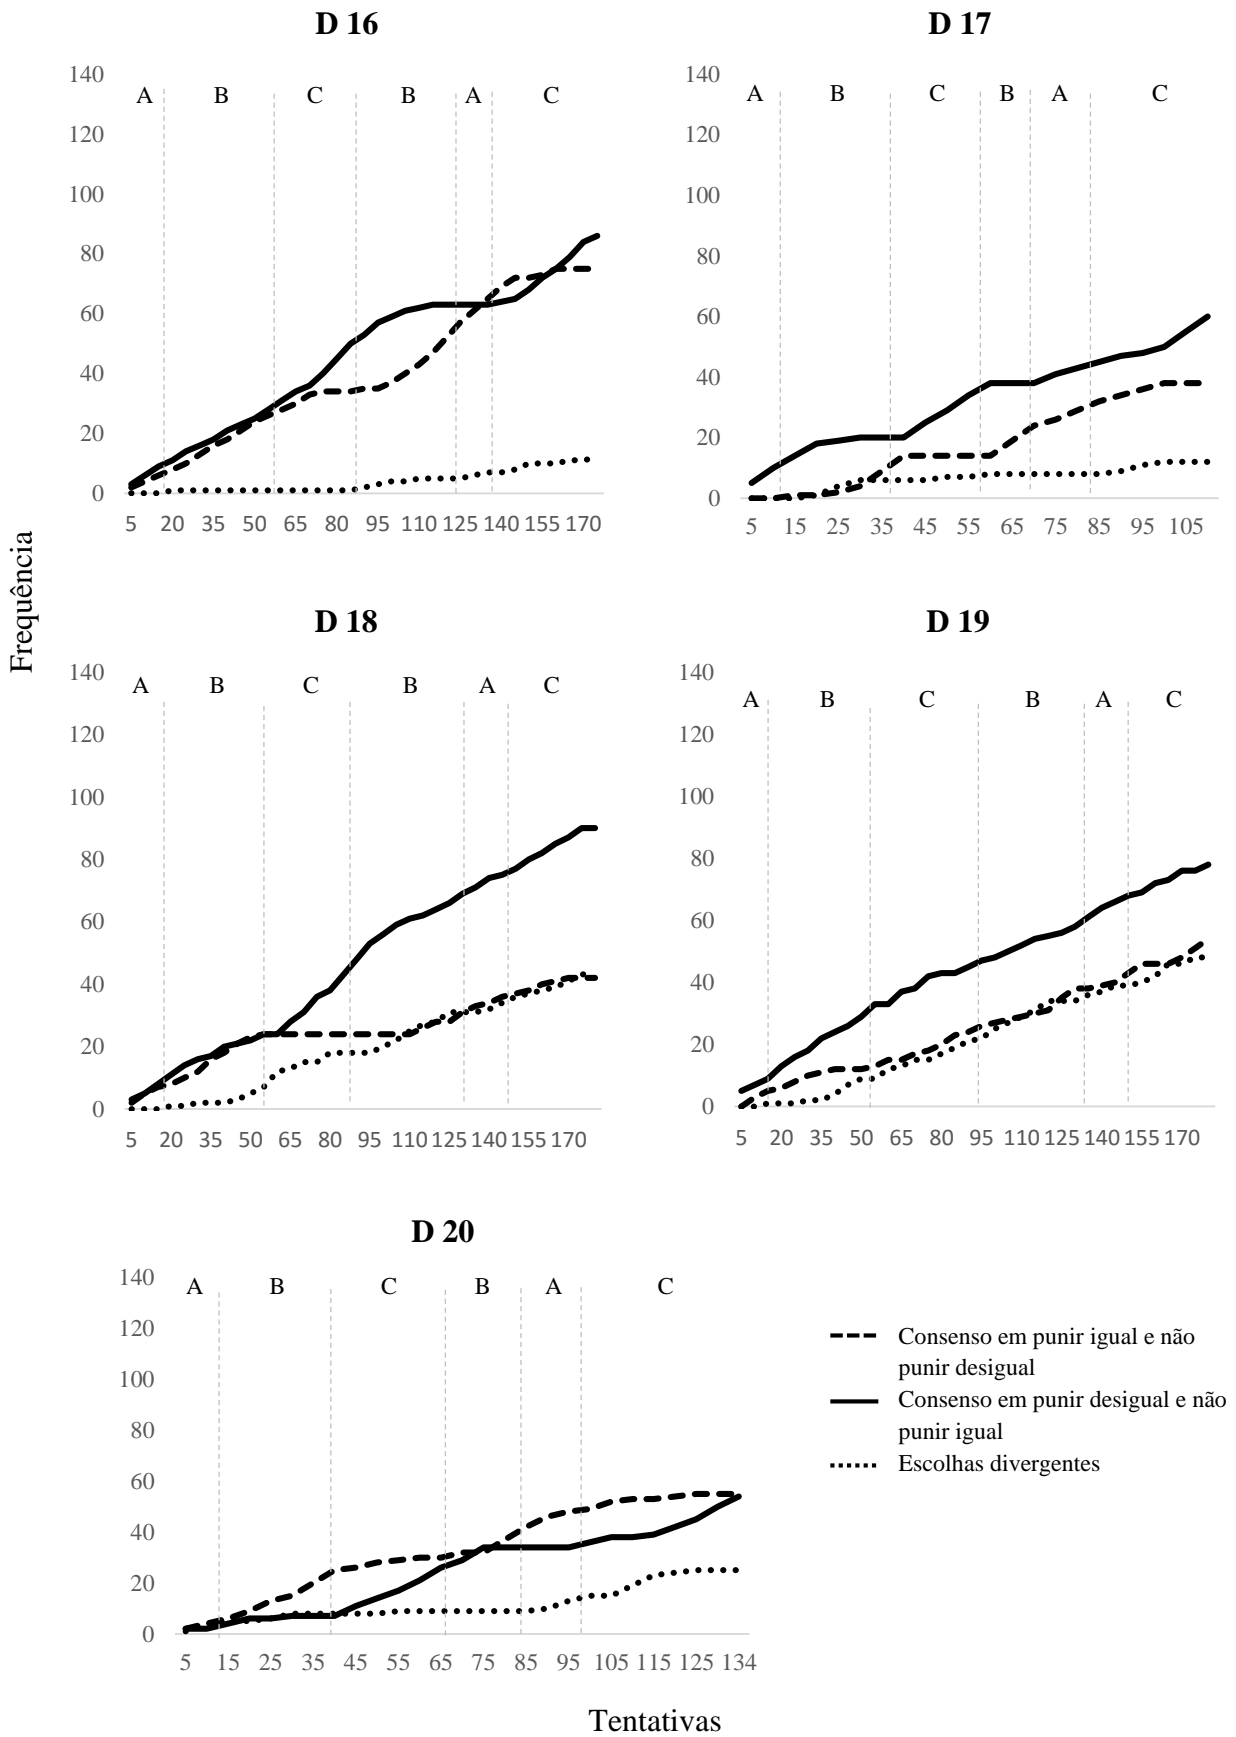 D 16
140
120
100
80
60
40
20
0
A B C B A C
5 20 35 50 65 80 95 110 125 140 155 170
D 17
140
120
100
80
60
40
20
0
A B C B A C
5 15 25 35 45 55 65 75 85 95 105
Frequência
D 18
140
120
100
80
60
40
20
0
A B C B A C
5 20 35 50 65 80 95 110 125 140 155 170
D 19
140
120
100
80
60
40
20
0
A B C B A C
5 20 35 50 65 80 95 110 125 140 155 170
D 20
140
120
100
80
60
40
20
0
A B C B A C
5 15 25 35 45 55 65 75 85 95 105 115 125 134
Consenso em punir igual e não
punir desigual
Consenso em punir desigual e não
punir igual
Escolhas divergentes
Tentativas